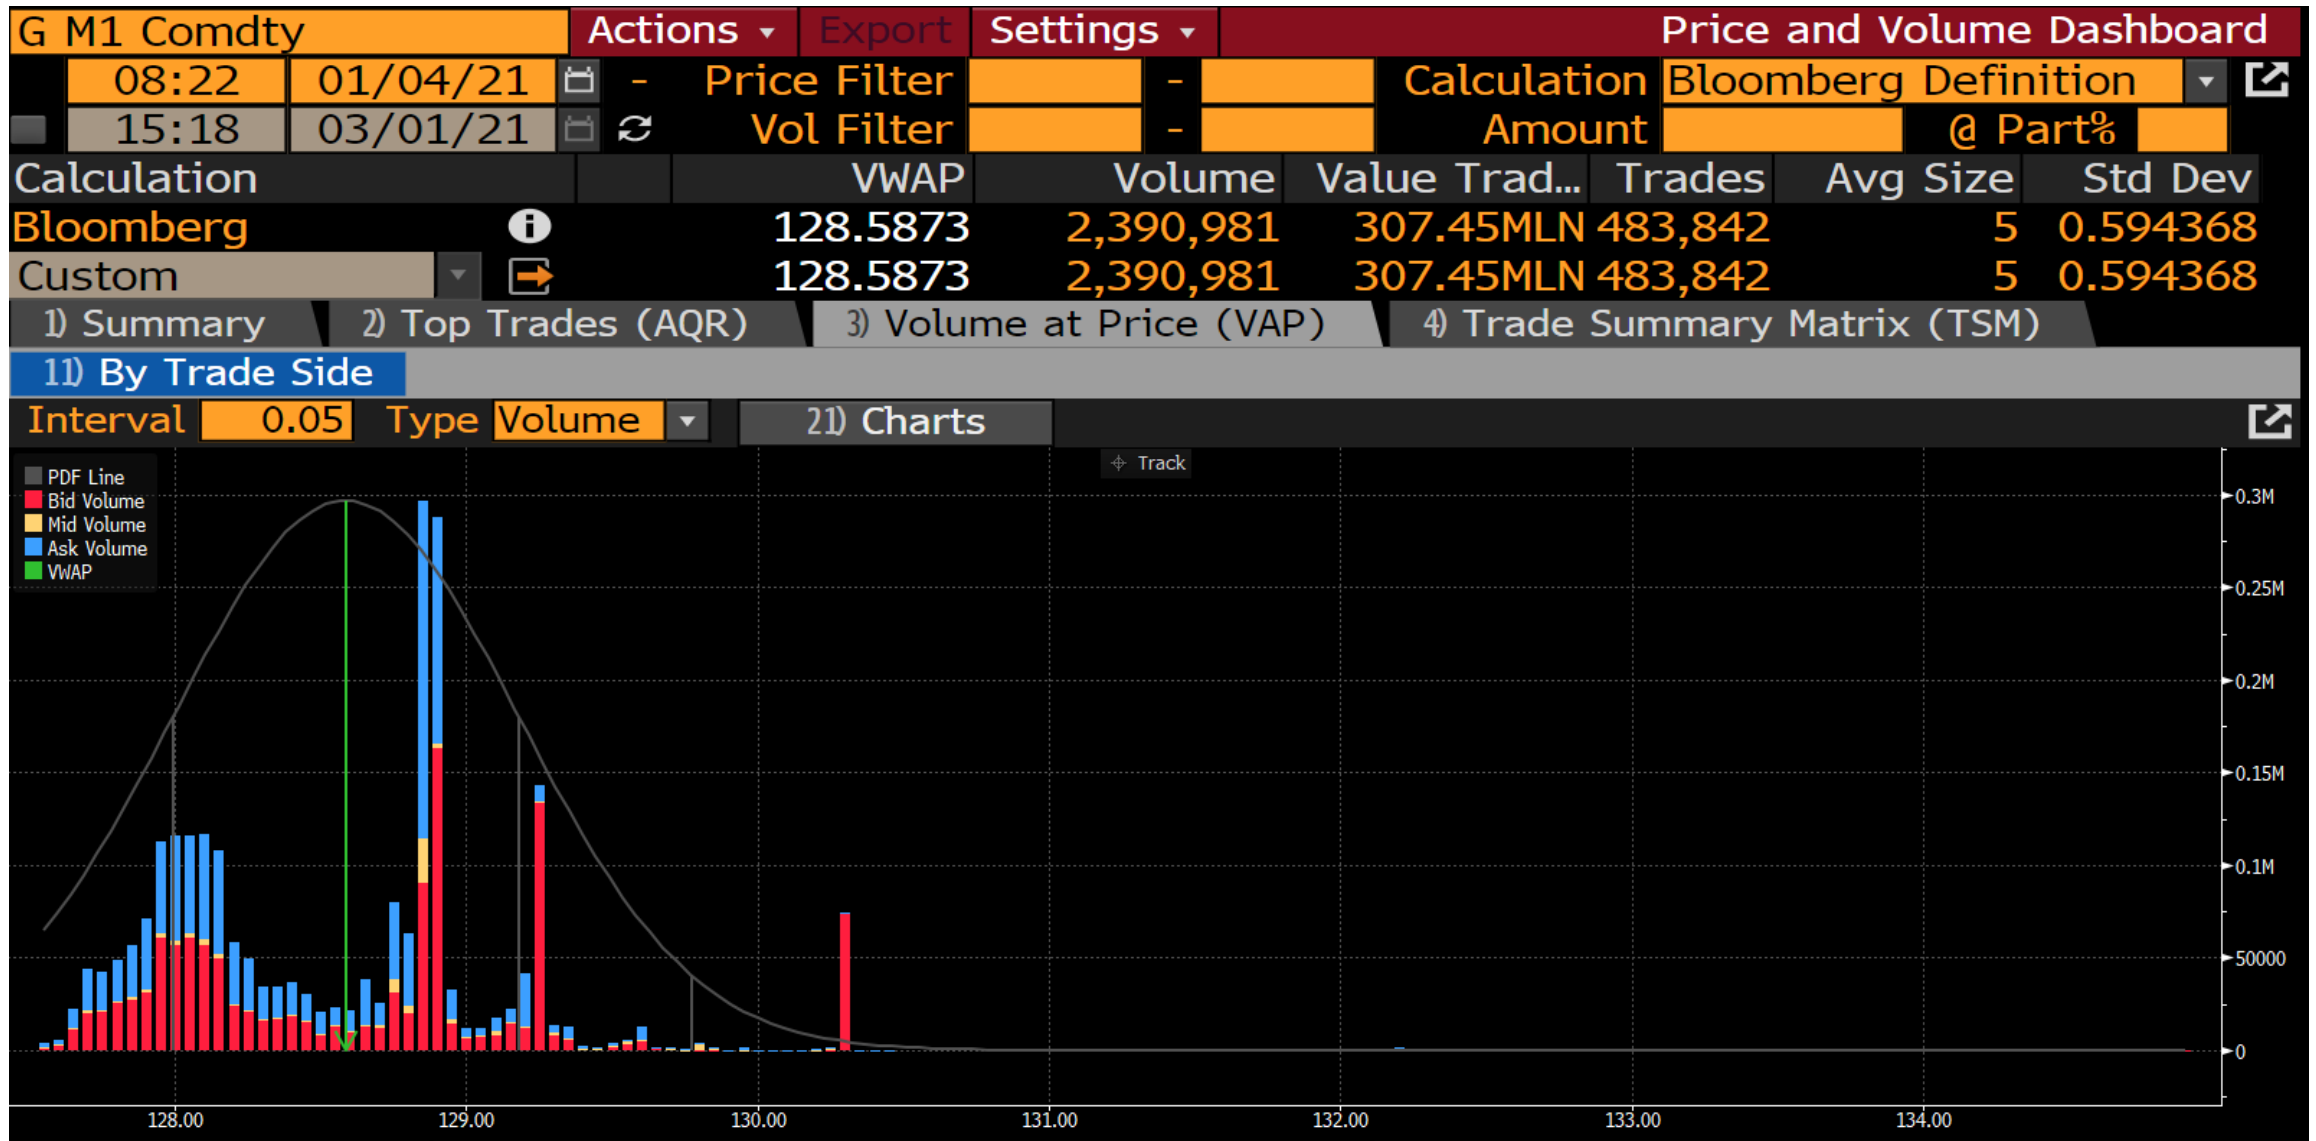 G M1 Comdty Actions Export Settings Price and Volume Dashboard
08:22 01/04/21 - Price Filter - Calculation Bloomberg Definition
15:18 03/01/21 Vol Filter - Amount @ Part%
Calculation VWAP Volume Value Trad... Trades Avg Size Std Dev
Bloomberg 128.5873 2,390,981 307.45MLN 483,842 5 0.594368
Custom 128.5873 2,390,981 307.45MLN 483,842 5 0.594368
1) Summary 2) Top Trades (AQR) 3) Volume at Price (VAP) 4) Trade Summary Matrix (TSM)
11) By Trade Side
Interval 0.05 Type Volume 21) Charts
Track
PDF Line
Bid Volume
Mid Volume
Ask Volume
VWAP
0.3M
0.25M
0.2M
0.15M
0.1M
50000
0
128.00 129.00 130.00 131.00 132.00 133.00 134.00